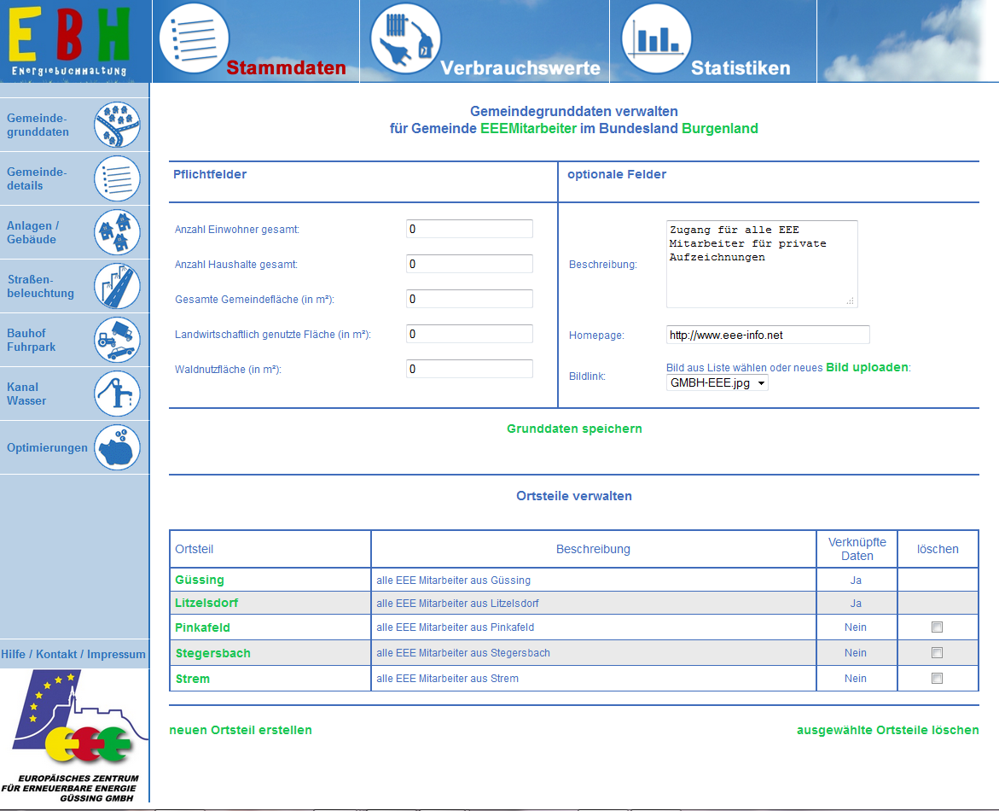 EBH
ENERGIEBUCHHALTUNG
Stammdaten
Verbrauchswerte
Statistiken
Gemeinde-
grunddaten
Gemeinde-
details
Anlagen /
Gebäude
Straßen-
beleuchtung
Bauhof
Fuhrpark
Kanal
Wasser
Optimierungen
Hilfe / Kontakt / Impressum
eee
EUROPÄISCHES ZENTRUM
FÜR ERNEUERBARE ENERGIE
GÜSSING GMBH
Gemeindegrunddaten verwalten
für Gemeinde EEEMitarbeiter im Bundesland Burgenland
Pflichtfelder
Anzahl Einwohner gesamt: 0
Anzahl Haushalte gesamt: 0
Gesamte Gemeindefläche (in m²): 0
Landwirtschaftlich genutzte Fläche (in m²): 0
Waldnutzfläche (in m²): 0
optionale Felder
Beschreibung:
Zugang für alle EEE
Mitarbeiter für private
Aufzeichnungen
Homepage: http://www.eee-info.net
Bildlink:
Bild aus Liste wählen oder neues Bild uploaden:
GMBH-EEE.jpg
Grunddaten speichern
Ortsteile verwalten
Ortsteil Beschreibung Verknüpfte Daten löschen
Güssing alle EEE Mitarbeiter aus Güssing Ja
Litzelsdorf alle EEE Mitarbeiter aus Litzelsdorf Ja
Pinkafeld alle EEE Mitarbeiter aus Pinkafeld Nein
Stegersbach alle EEE Mitarbeiter aus Stegersbach Nein
Strem alle EEE Mitarbeiter aus Strem Nein
neuen Ortsteil erstellen ausgewählte Ortsteile löschen